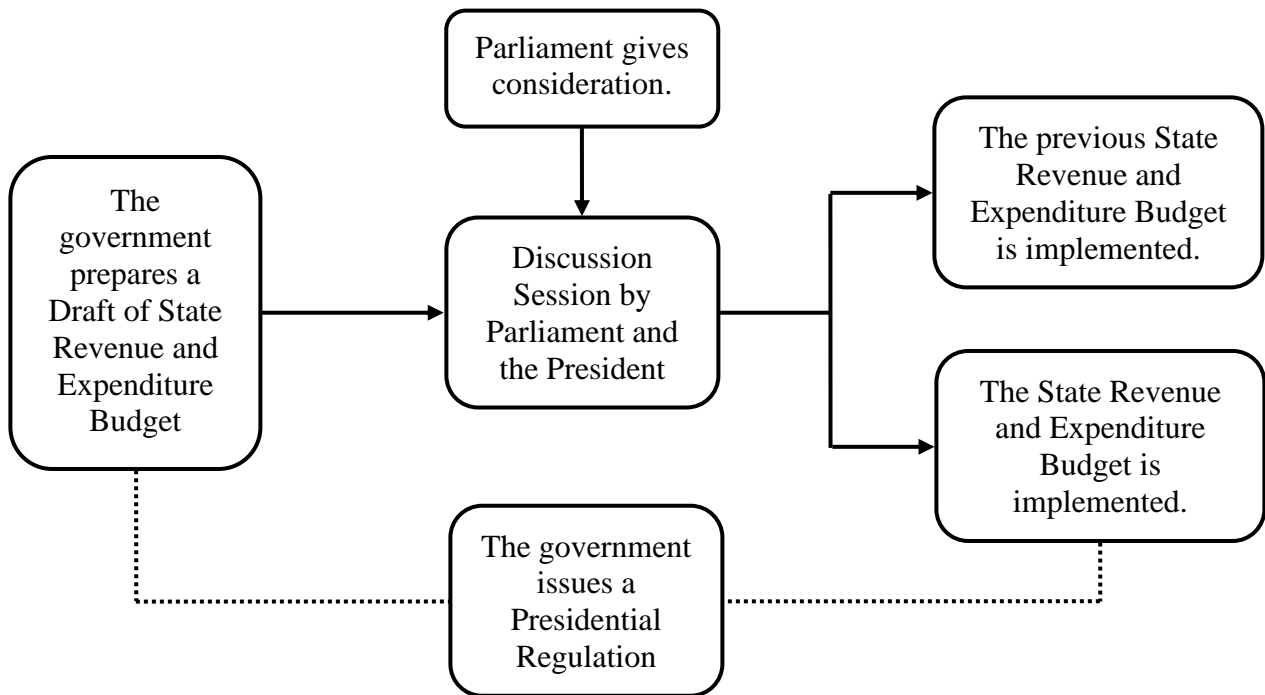 Parliament gives
consideration.
The
government
prepares a
Draft of State
Revenue and
Expenditure
Budget
Discussion
Session by
Parliament and
the President
The previous State
Revenue and
Expenditure Budget
is implemented.
The State Revenue
and Expenditure
Budget is
implemented.
The government
issues a
Presidential
Regulation